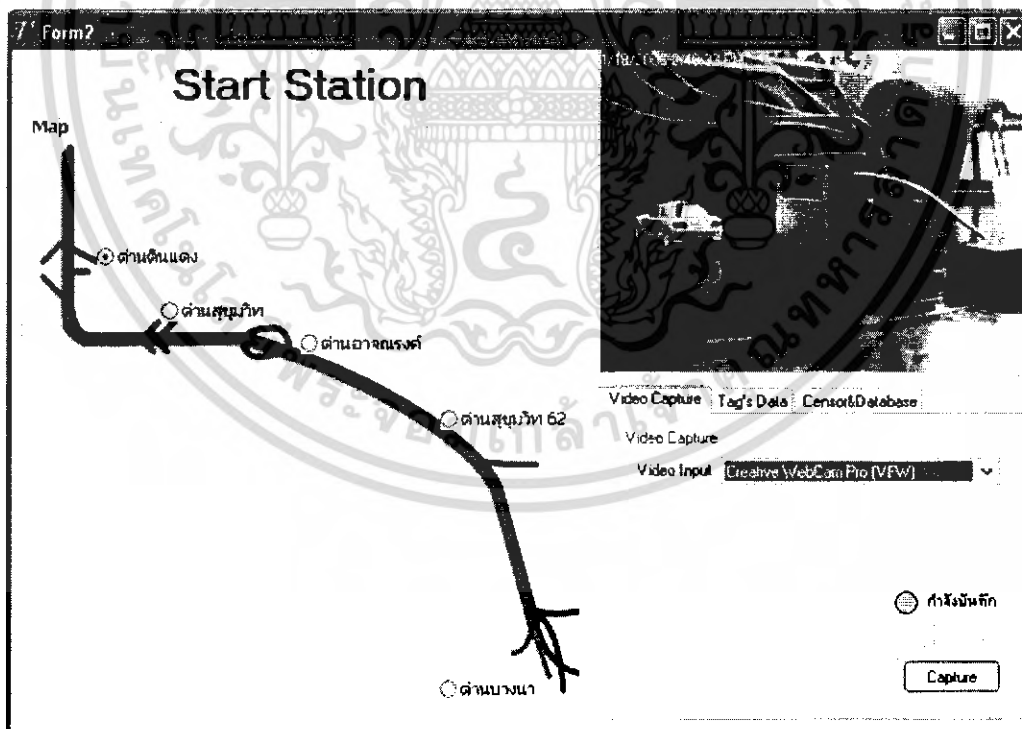 Form2
Start Station
Map
ด่านดินแดง
ด่านสุขุมวิท
ด่านอาจณรงค์
ด่านสุขุมวิท 62
ด่านบางนา
Video Capture
Tag's Data
Censor&Database
Video Capture
Video Input
Creative WebCam Pro (VFW)
กำลังบันทึก
Capture